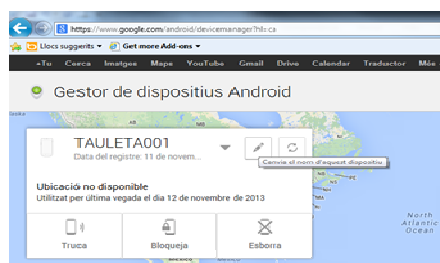 https://www.google.com/android/devicemanager?hl=ca
Llocs suggerits Get more Add-ons
+Tu Cerca Imatges Maps YouTube Gmail Drive Calendar Traductor Més
Gestor de dispositius Android
TAULETA001
Data del registre: 11 de novem...
Canvia el nom d'aquest dispositiu
Ubicació no disponible
Utilitzat per última vegada el dia 12 de novembre de 2013
Truca Bloqueja Esborra
North
Atlantic
Ocean
MEXICO